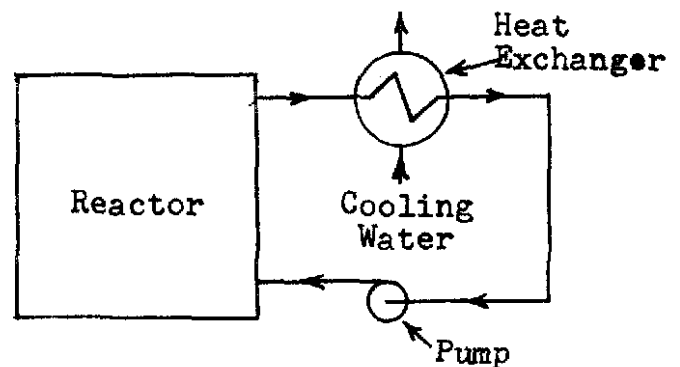 Heat
Exchanger
Reactor
Cooling
Water
Pump